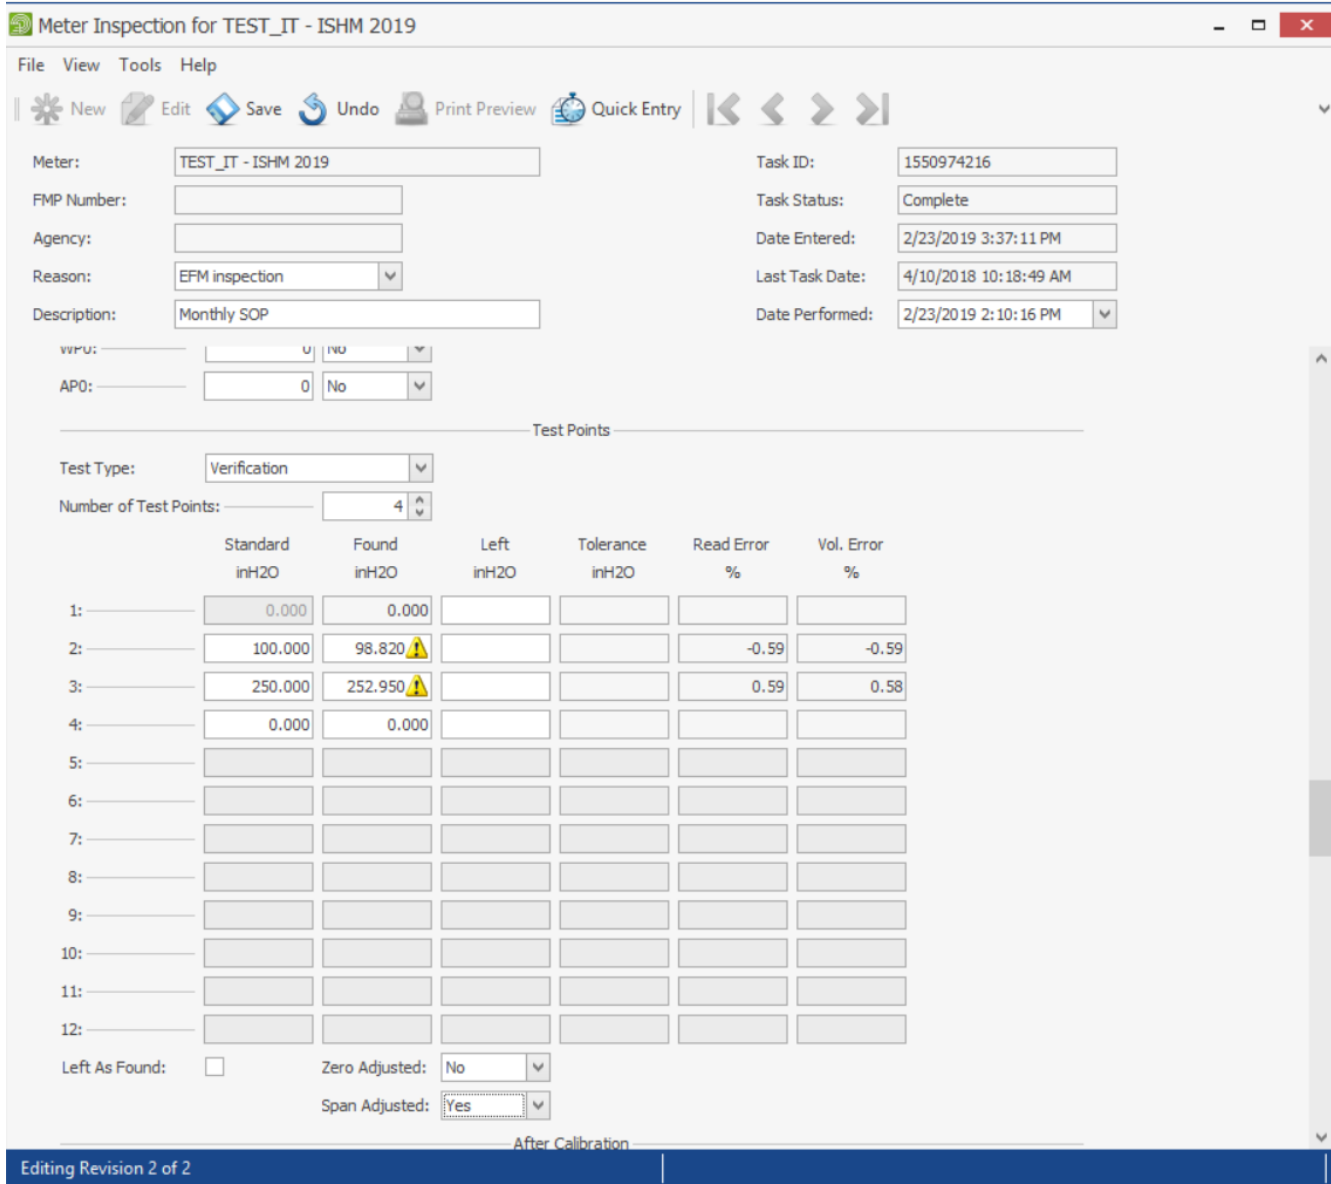 Meter Inspection for TEST_IT - ISHM 2019
File View Tools Help
New Edit Save Undo Print Preview Quick Entry
Meter: TEST_IT - ISHM 2019 Task ID: 1550974216
FMP Number: Task Status: Complete
Agency: Date Entered: 2/23/2019 3:37:11 PM
Reason: EFM inspection Last Task Date: 4/10/2018 10:18:49 AM
Description: Monthly SOP Date Performed: 2/23/2019 2:10:16 PM
WP0: 0 No
AP0: 0 No
Test Points
Test Type: Verification
Number of Test Points: 4
Standard Found Left Tolerance Read Error Vol. Error
inH2O inH2O inH2O inH2O % %
1: 0.000 0.000
2: 100.000 98.820 -0.59 -0.59
3: 250.000 252.950 0.59 0.58
4: 0.000 0.000
5:
6:
7:
8:
9:
10:
11:
12:
Left As Found: Zero Adjusted: No
Span Adjusted: Yes
After Calibration
Editing Revision 2 of 2